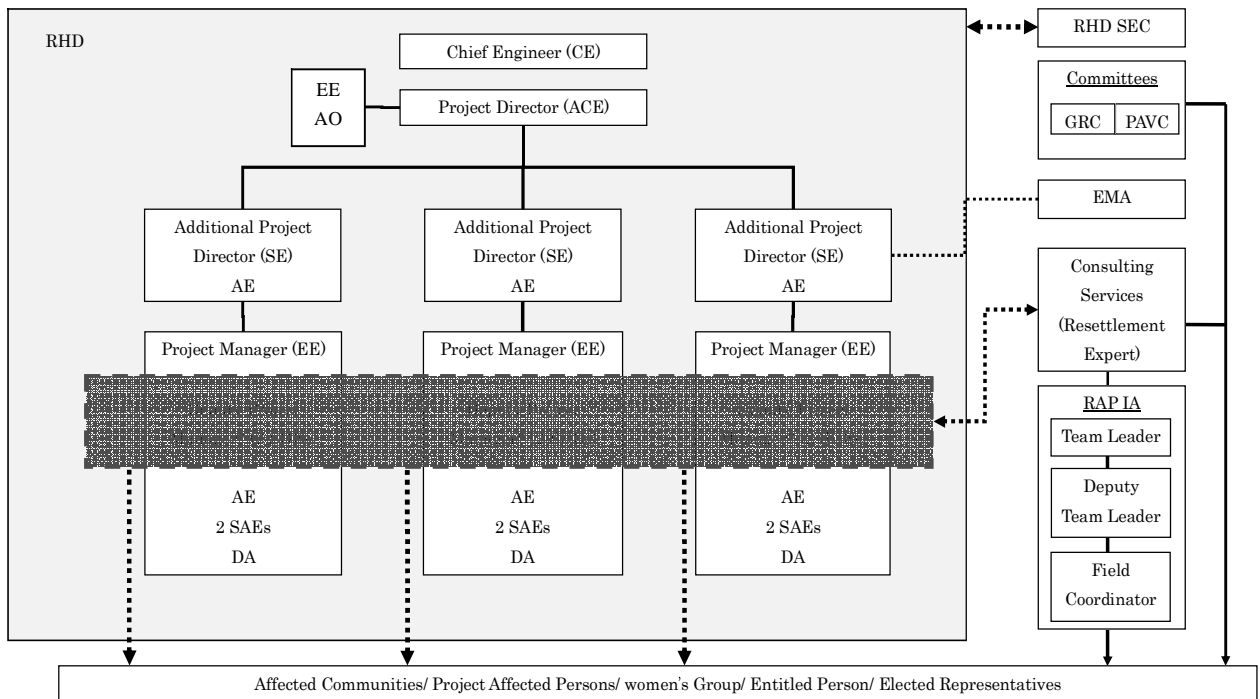 RHD
Chief Engineer (CE)
EE
AO
Project Director (ACE)
Additional Project
Director (SE)
AE
Additional Project
Director (SE)
AE
Additional Project
Director (SE)
AE
Project Manager (EE)
Project Manager (EE)
Project Manager (EE)
AE
2 SAEs
DA
AE
2 SAEs
DA
AE
2 SAEs
DA
RHD SEC
Committees
GRC
PAVC
EMA
Consulting
Services
(Resettlement
Expert)
RAP IA
Team Leader
Deputy
Team Leader
Field
Coordinator
Affected Communities/ Project Affected Persons/ women's Group/ Entitled Person/ Elected Representatives